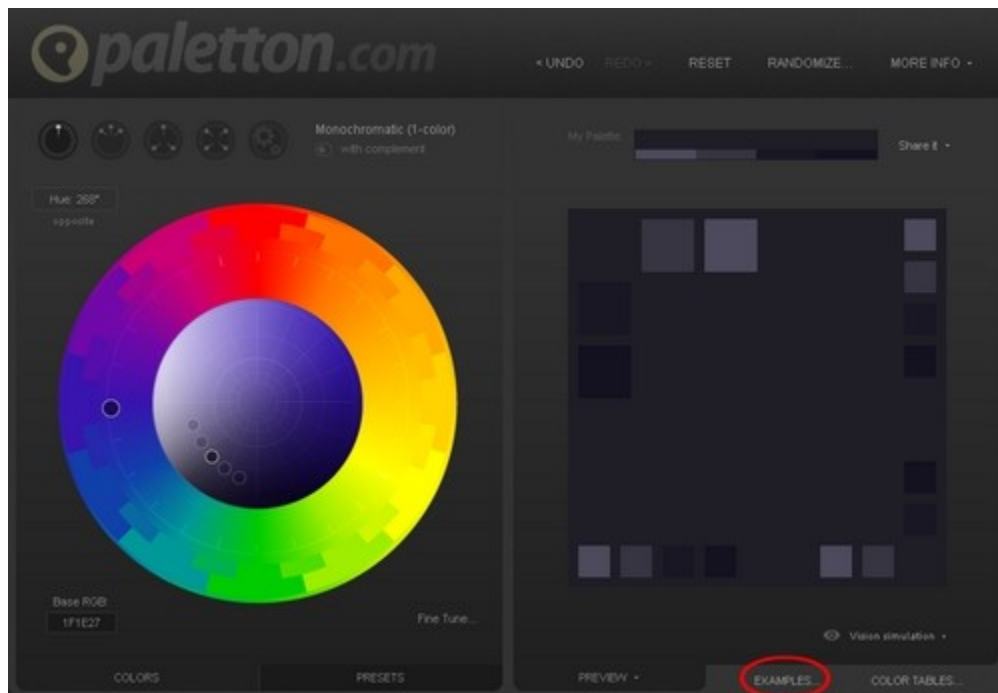 paletton.com
< UNDO REDO > RESET RANDOMIZE... MORE INFO
Monochromatic (1-color)
with complement
Hue: 268°
opposite
Base RGB:
1F1E27
Fine Tune...
COLORS PRESETS
My Palette:
Share it
Vision simulation
PREVIEW EXAMPLES... COLOR TABLES...